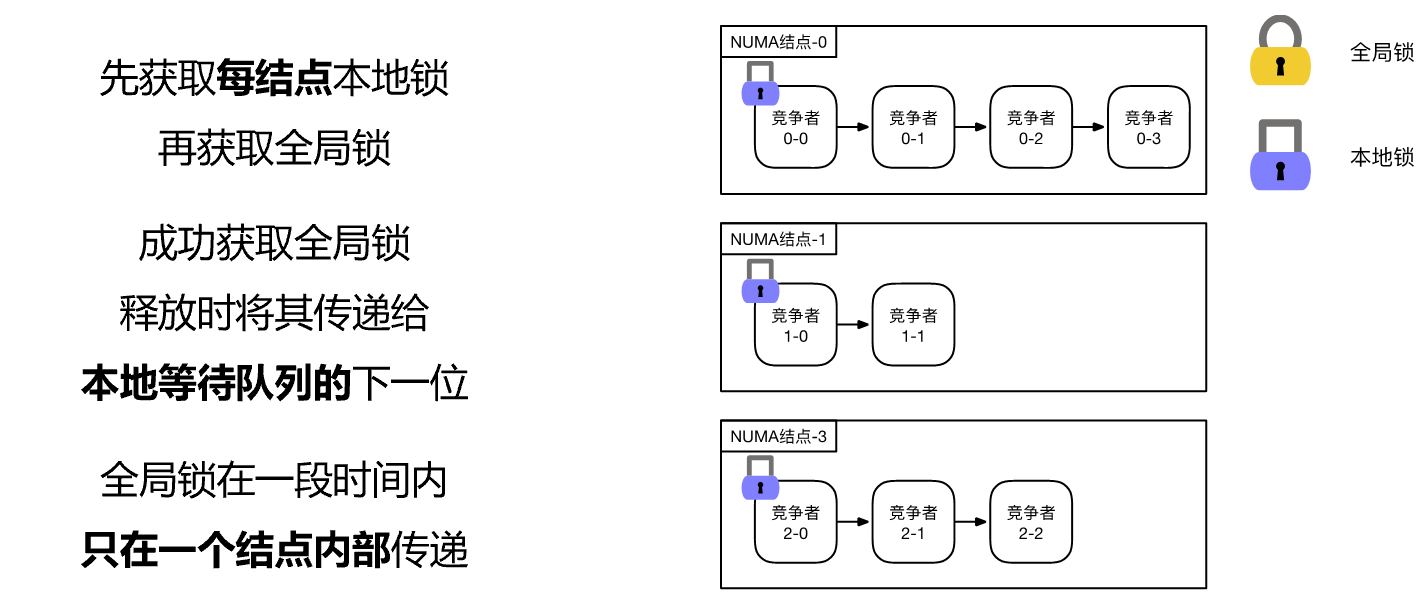 先获取每结点本地锁
再获取全局锁
成功获取全局锁
释放时将其传递给
本地等待队列的下一位
全局锁在一段时间内
只在一个结点内部传递
NUMA结点-0
竞争者
0-0
竞争者
0-1
竞争者
0-2
竞争者
0-3
NUMA结点-1
竞争者
1-0
竞争者
1-1
NUMA结点-3
竞争者
2-0
竞争者
2-1
竞争者
2-2
全局锁
本地锁